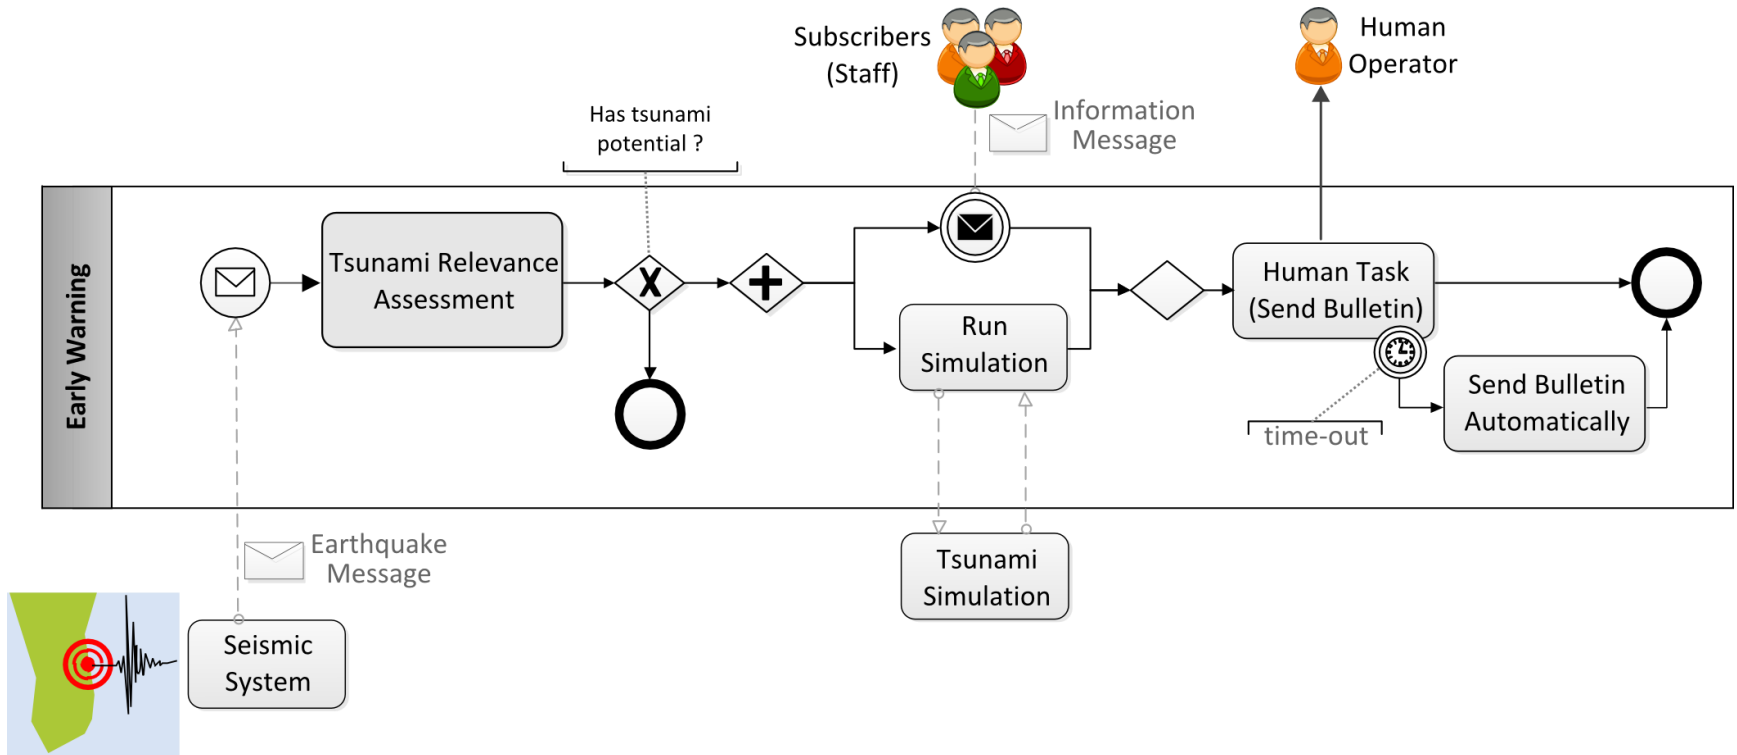 Subscribers
(Staff)
Human
Operator
Information
Message
Has tsunami
potential ?
Early Warning
Tsunami Relevance
Assessment
X
Run
Simulation
Human Task
(Send Bulletin)
Send Bulletin
Automatically
time-out
Earthquake
Message
Tsunami
Simulation
Seismic
System